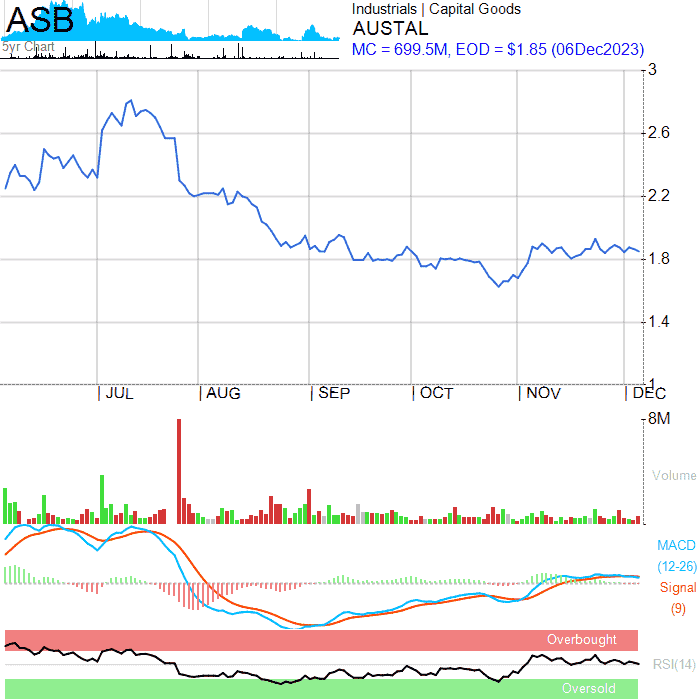 ASB
5yr Chart
Industrials | Capital Goods
AUSTAL
MC = 699.5M, EOD = $1.85 (06Dec2023)
3
2.6
2.2
1.8
1.4
1
| JUL | AUG | SEP | OCT | NOV | DEC
8M
Volume
MACD
(12-26)
Signal
(9)
Overbought
RSI(14)
Oversold